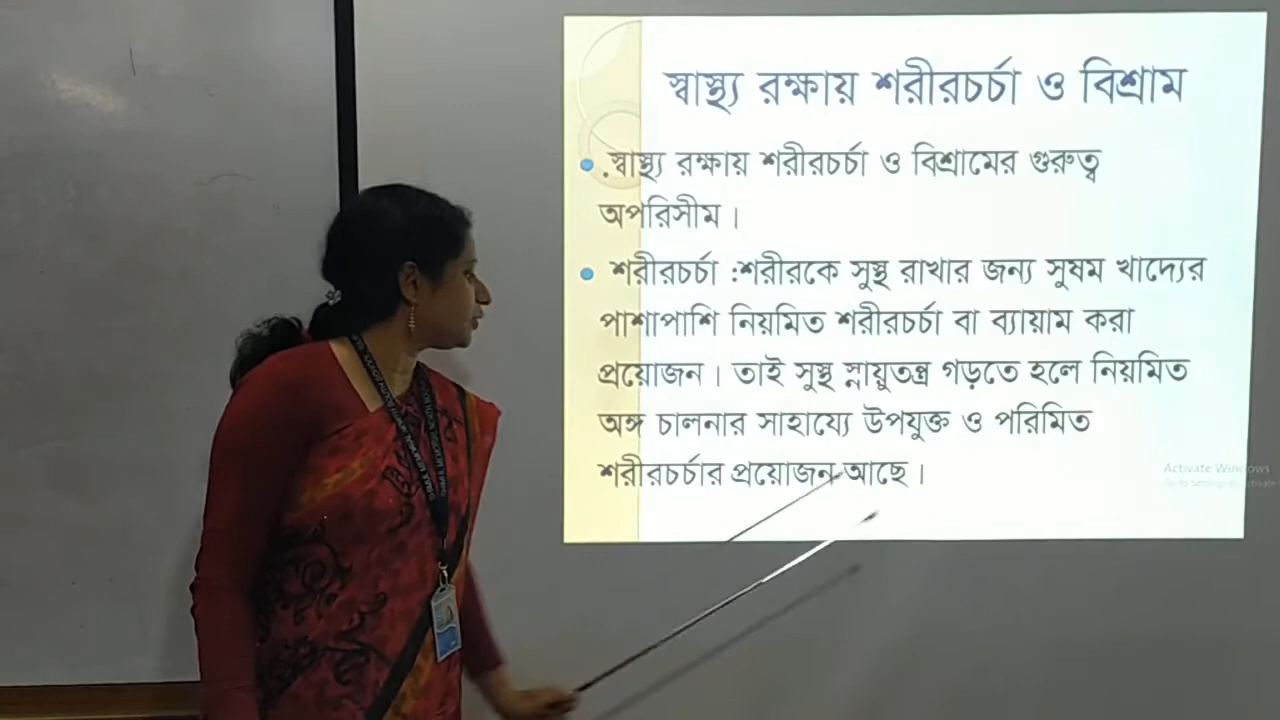 স্বাস্থ্য রক্ষায় শরীরচর্চা ও বিশ্রাম
.স্বাস্থ্য রক্ষায় শরীরচর্চা ও বিশ্রামের গুরুত্ব
অপরিসীম।
শরীরচর্চা :শরীরকে সুস্থ রাখার জন্য সুষম খাদ্যের
পাশাপাশি নিয়মিত শরীরচর্চা বা ব্যায়াম করা
প্রয়োজন। তাই সুস্থ স্নায়ুতন্ত্র গড়তে হলে নিয়মিত
অঙ্গ চালনার সাহায্যে উপযুক্ত ও পরিমিত
শরীরচর্চার প্রয়োজন আছে।
Activate Windows